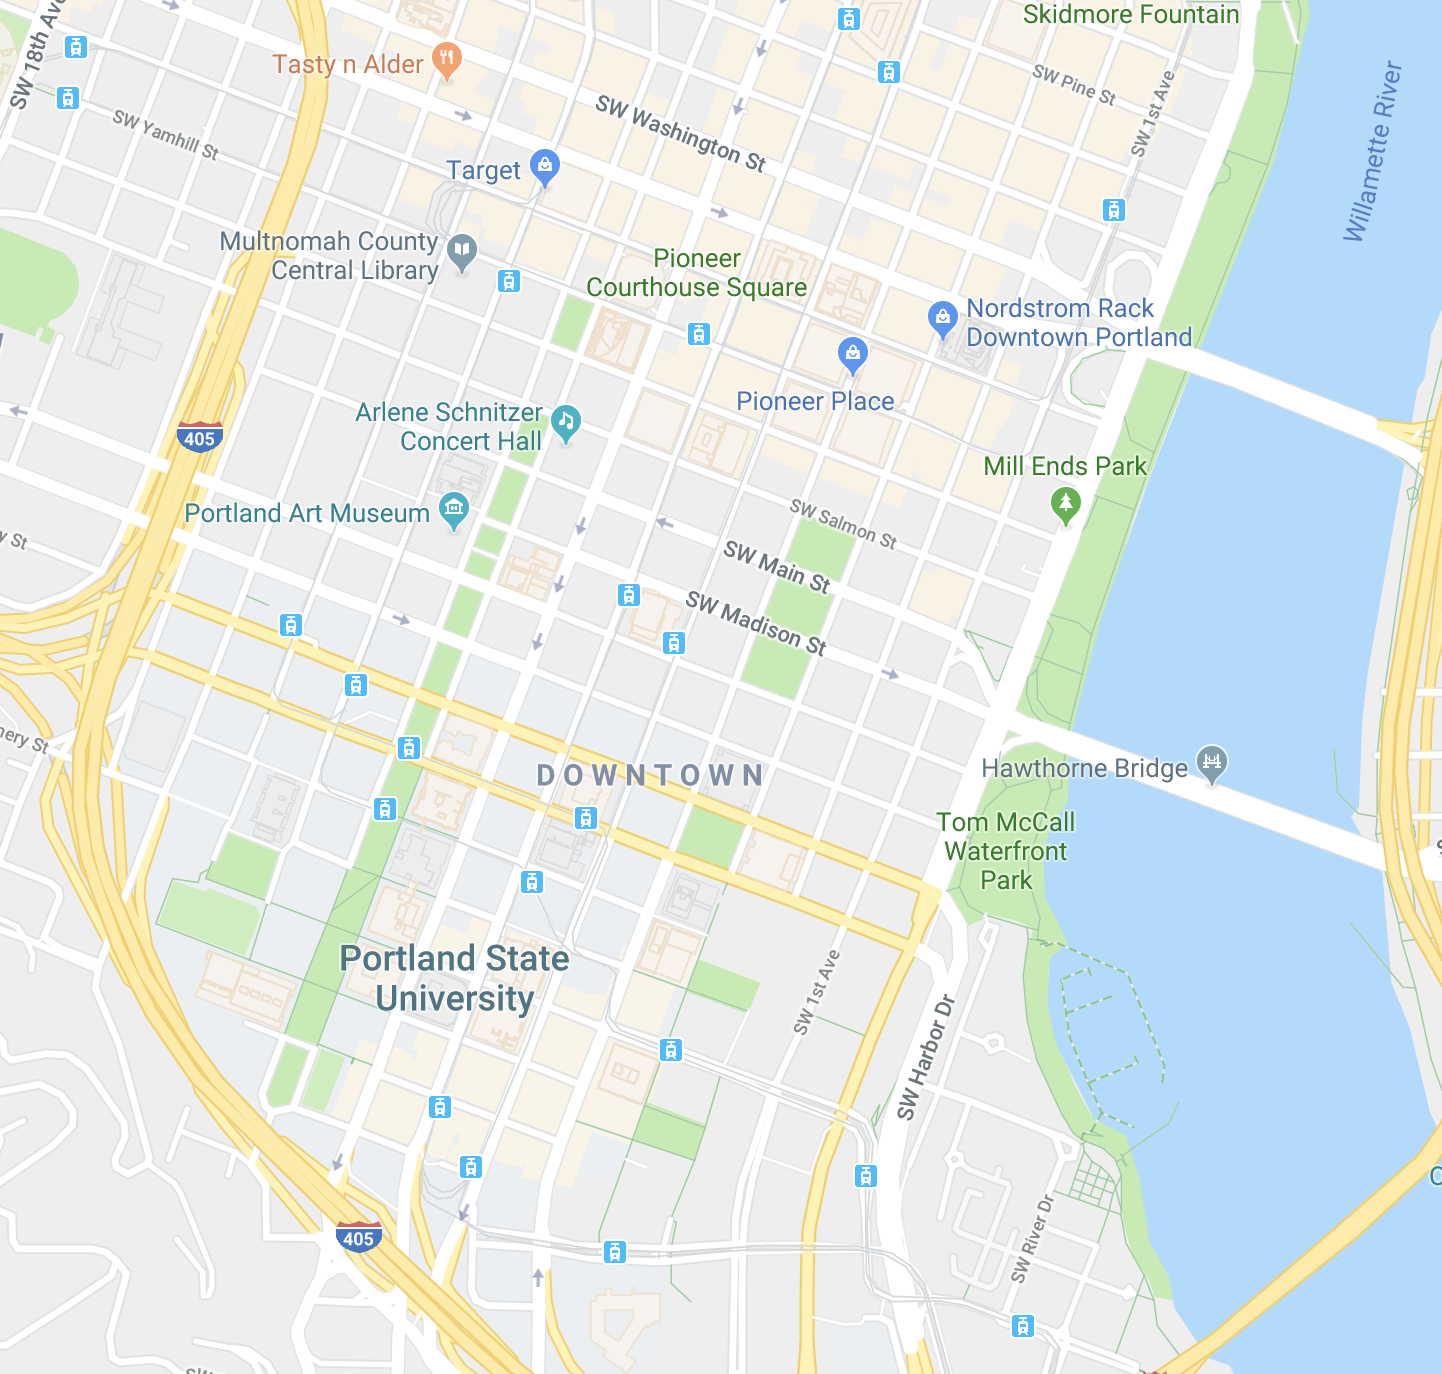 Skidmore Fountain
SW 18th Ave
Tasty n Alder
SW Pine St
SW 1st Ave
Willamette River
SW Washington St
SW Yamhill St
Target
Multnomah County
Central Library
Pioneer
Courthouse Square
Nordstrom Rack
Downtown Portland
Pioneer Place
Arlene Schnitzer
Concert Hall
405
Mill Ends Park
Portland Art Museum
SW Salmon St
y St
SW Main St
SW Madison St
nery St
DOWNTOWN
Hawthorne Bridge
Tom McCall
Waterfront
Park
Portland State
University
SW 1st Ave
SW Harbor Dr
SW River Dr
405